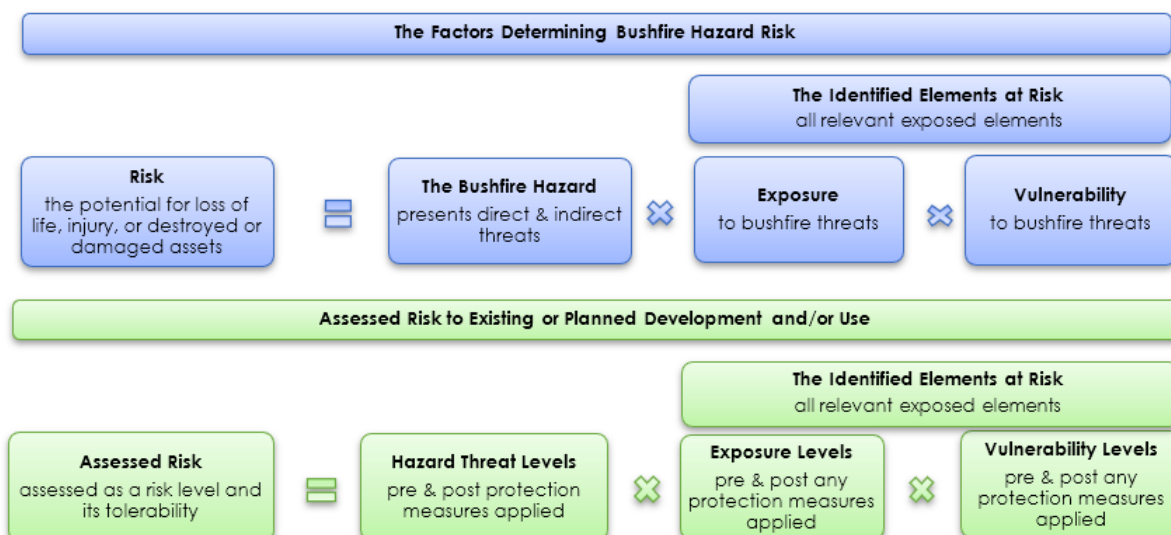 The Factors Determining Bushfire Hazard Risk
The Identified Elements at Risk
all relevant exposed elements
Risk
the potential for loss of
life, injury, or destroyed or
damaged assets
The Bushfire Hazard
presents direct & indirect
threats
Exposure
to bushfire threats
Vulnerability
to bushfire threats
Assessed Risk to Existing or Planned Development and/or Use
The Identified Elements at Risk
all relevant exposed elements
Assessed Risk
assessed as a risk level and
its tolerability
Hazard Threat Levels
pre & post protection
measures applied
Exposure Levels
pre & post any
protection measures
applied
Vulnerability Levels
pre & post any
protection measures
applied